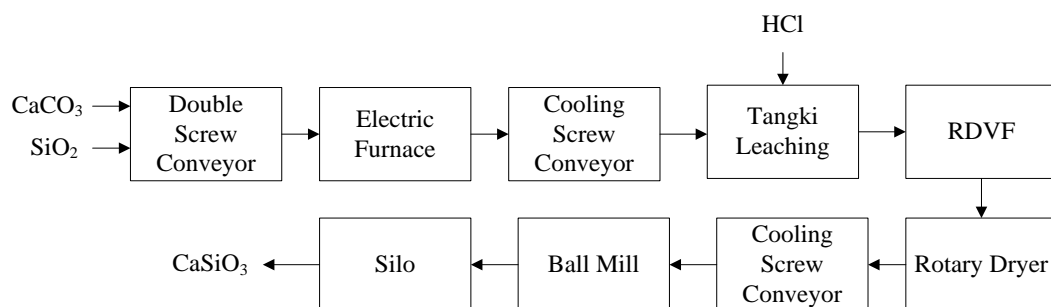 HCl
CaCO₃
SiO₂
Double
Screw
Conveyor
Electric
Furnace
Cooling
Screw
Conveyor
Tangki
Leaching
RDVF
CaSiO₃
Silo
Ball Mill
Cooling
Screw
Conveyor
Rotary Dryer